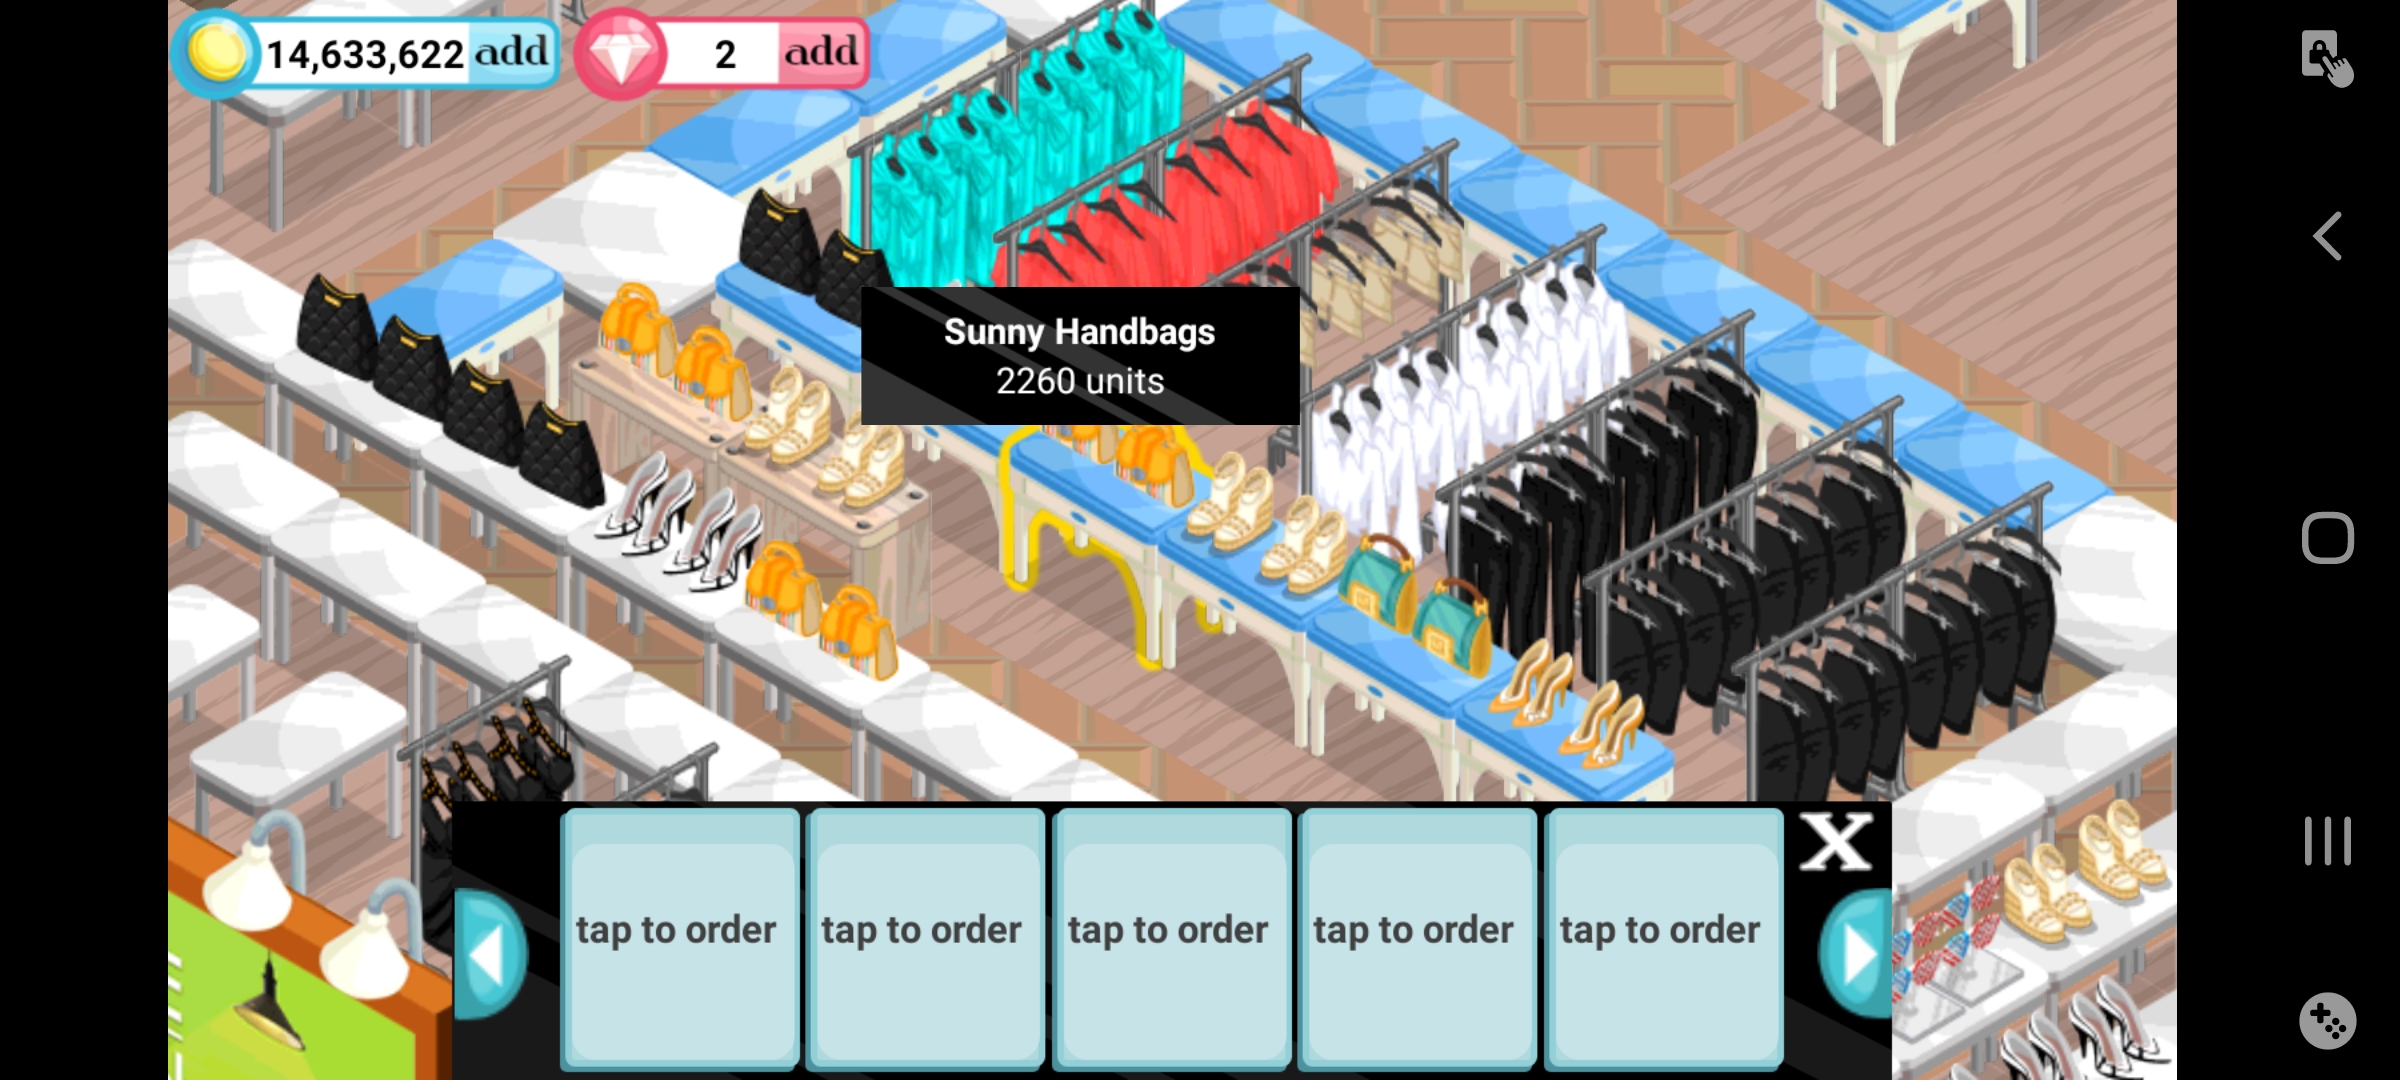 14,633,622 add
2 add
Sunny Handbags
2260 units
tap to order
tap to order
tap to order
tap to order
tap to order
X